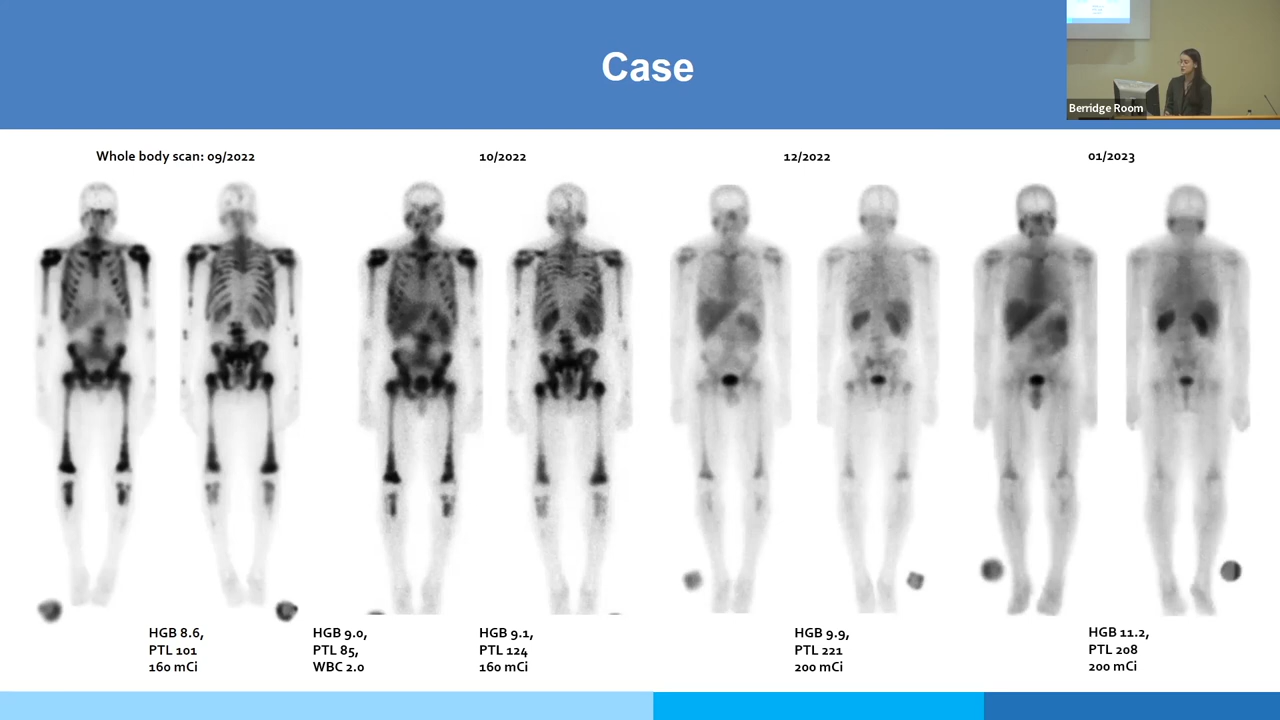 Case
Berridge Room
Whole body scan: 09/2022
10/2022
12/2022
01/2023
HGB 8.6,
PTL 101
160 mCi
HGB 9.0,
PTL 85,
WBC 2.0
HGB 9.1,
PTL 124
160 mCi
HGB 9.9,
PTL 221
200 mCi
HGB 11.2,
PTL 208
200 mCi